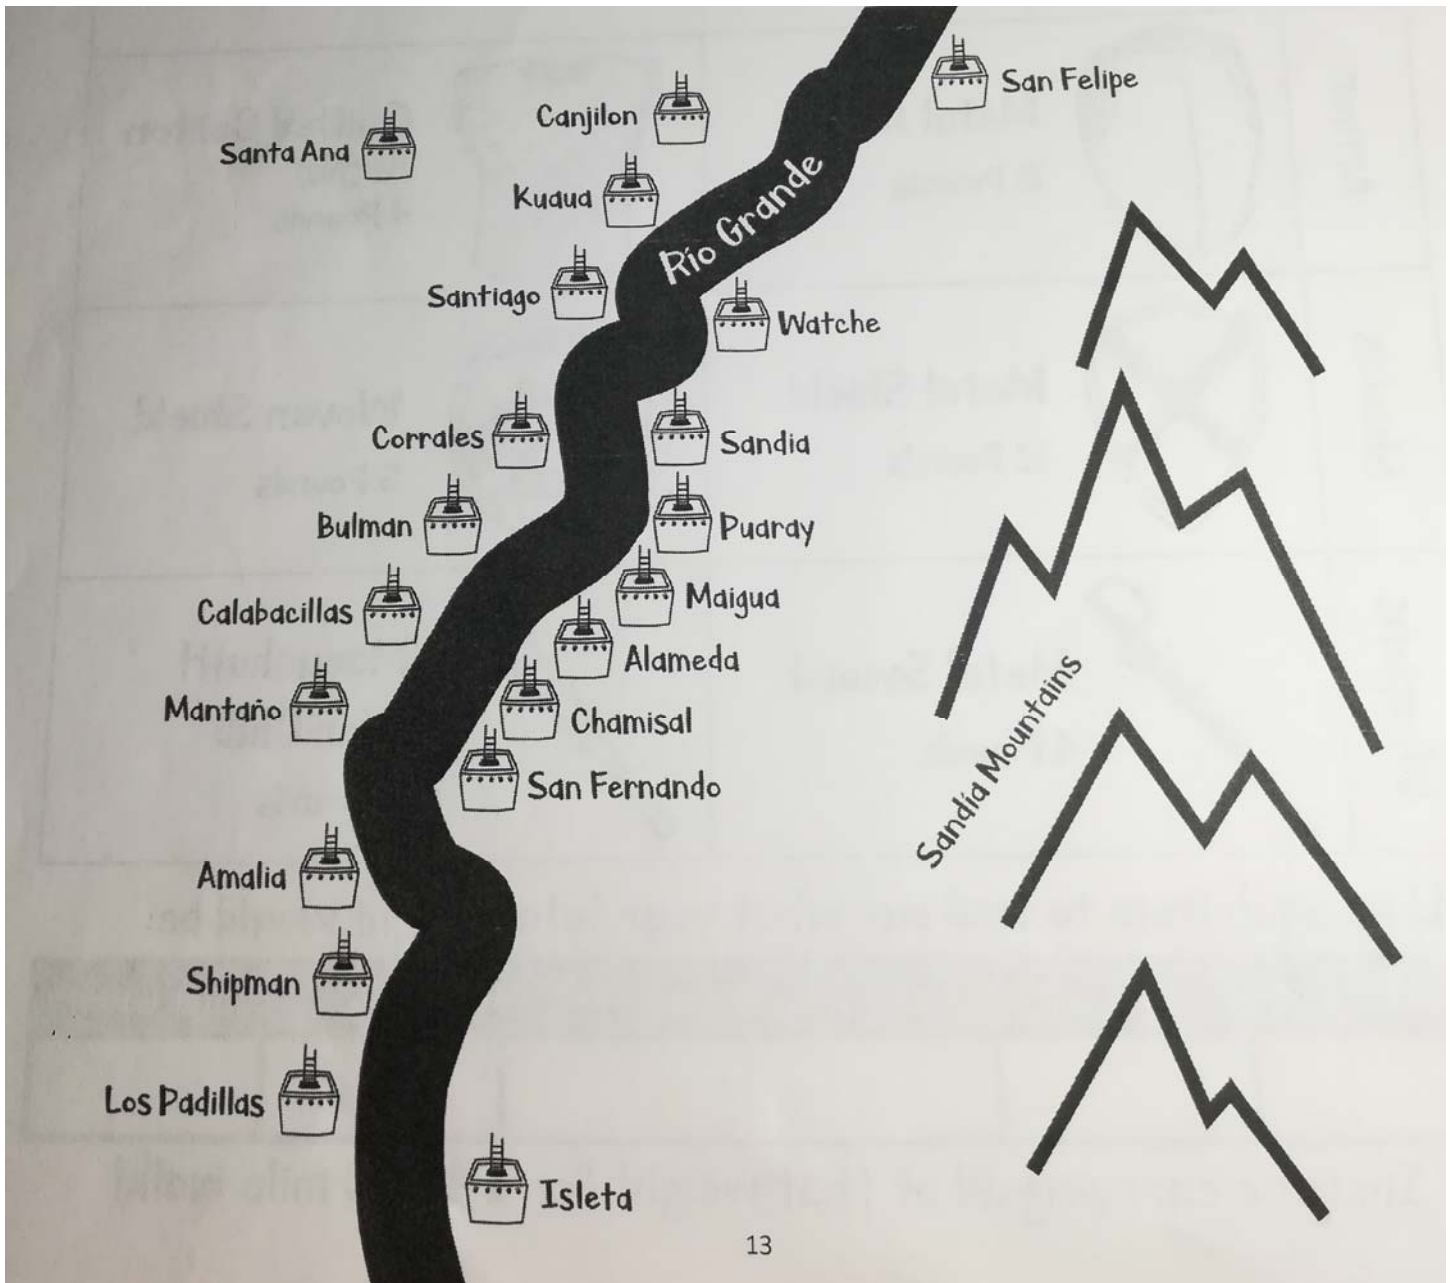 San Felipe
Canjilon
Santa Ana
Kuaua
Río Grande
Santiago
Watche
Corrales
Sandia
Bulman
Puaray
Maigua
Calabacillas
Alameda
Mantaño
Chamisal
San Fernando
Sandia Mountains
Amalia
Shipman
Los Padillas
Isleta
13